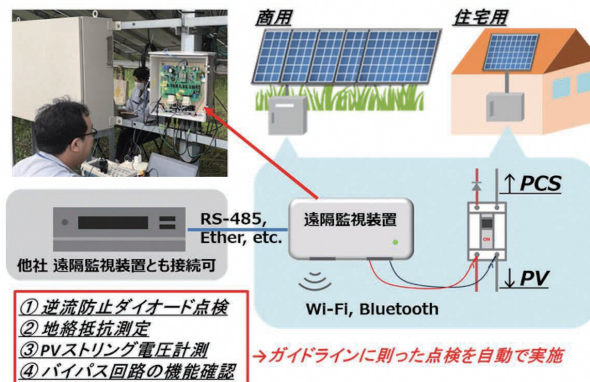 商用
住宅用
↑PCS
RS-485,
Ether, etc.
遠隔監視装置
ON
他社 遠隔監視装置とも接続可
Wi-Fi, Bluetooth
↓PV
① 逆流防止ダイオード点検
② 地絡抵抗測定
③PVストリング電圧計測
④ バイパス回路の機能確認
→ガイドラインに則った点検を自動で実施